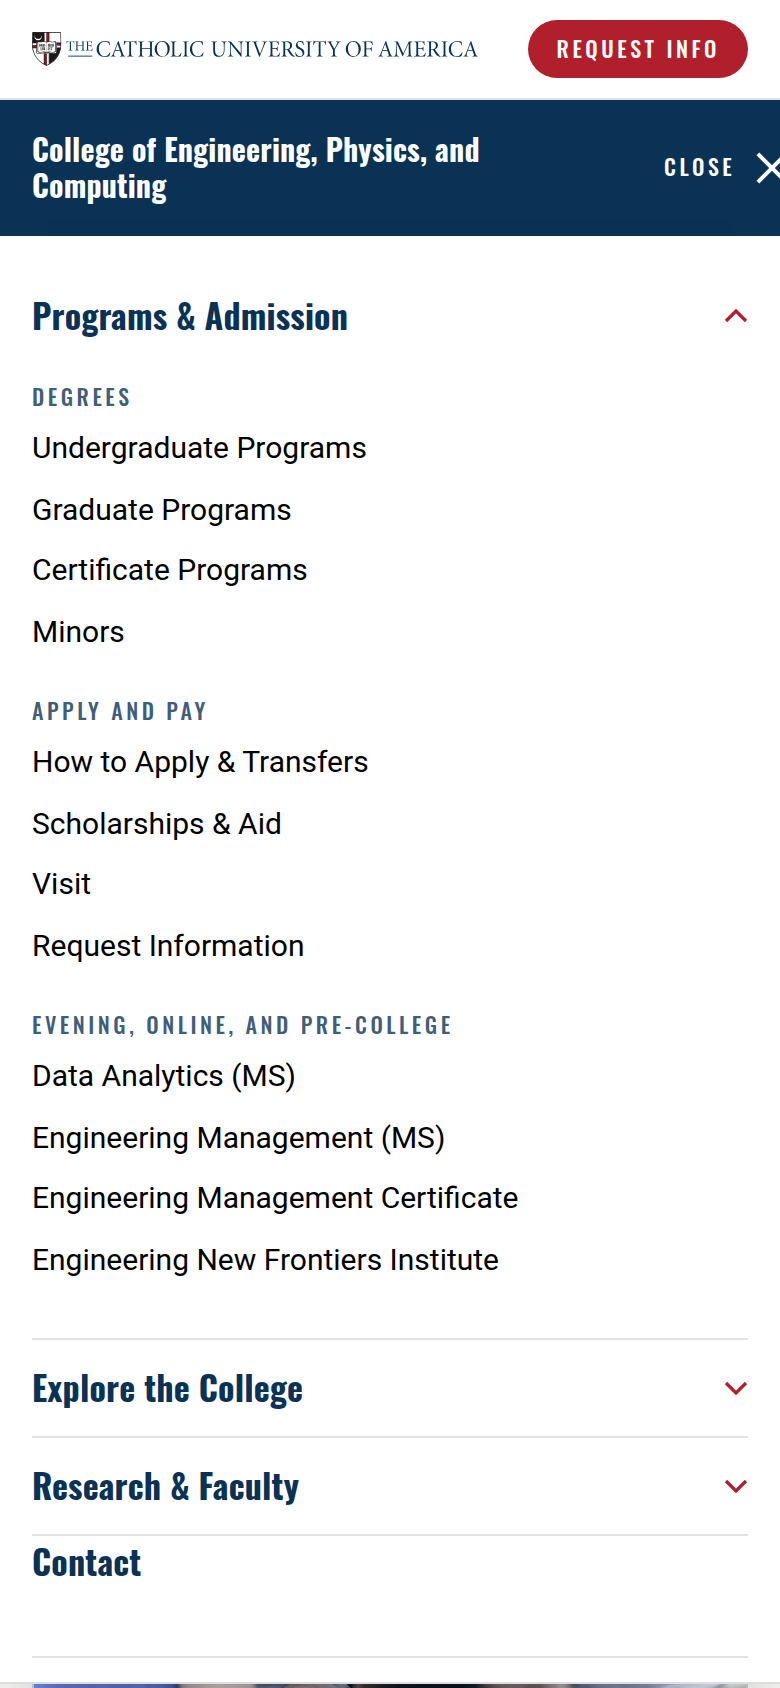 THE CATHOLIC UNIVERSITY OF AMERICA
REQUEST INFO
College of Engineering, Physics, and
Computing
CLOSE
Programs & Admission
DEGREES
Undergraduate Programs
Graduate Programs
Certificate Programs
Minors
APPLY AND PAY
How to Apply & Transfers
Scholarships & Aid
Visit
Request Information
EVENING, ONLINE, AND PRE-COLLEGE
Data Analytics (MS)
Engineering Management (MS)
Engineering Management Certificate
Engineering New Frontiers Institute
Explore the College
Research & Faculty
Contact